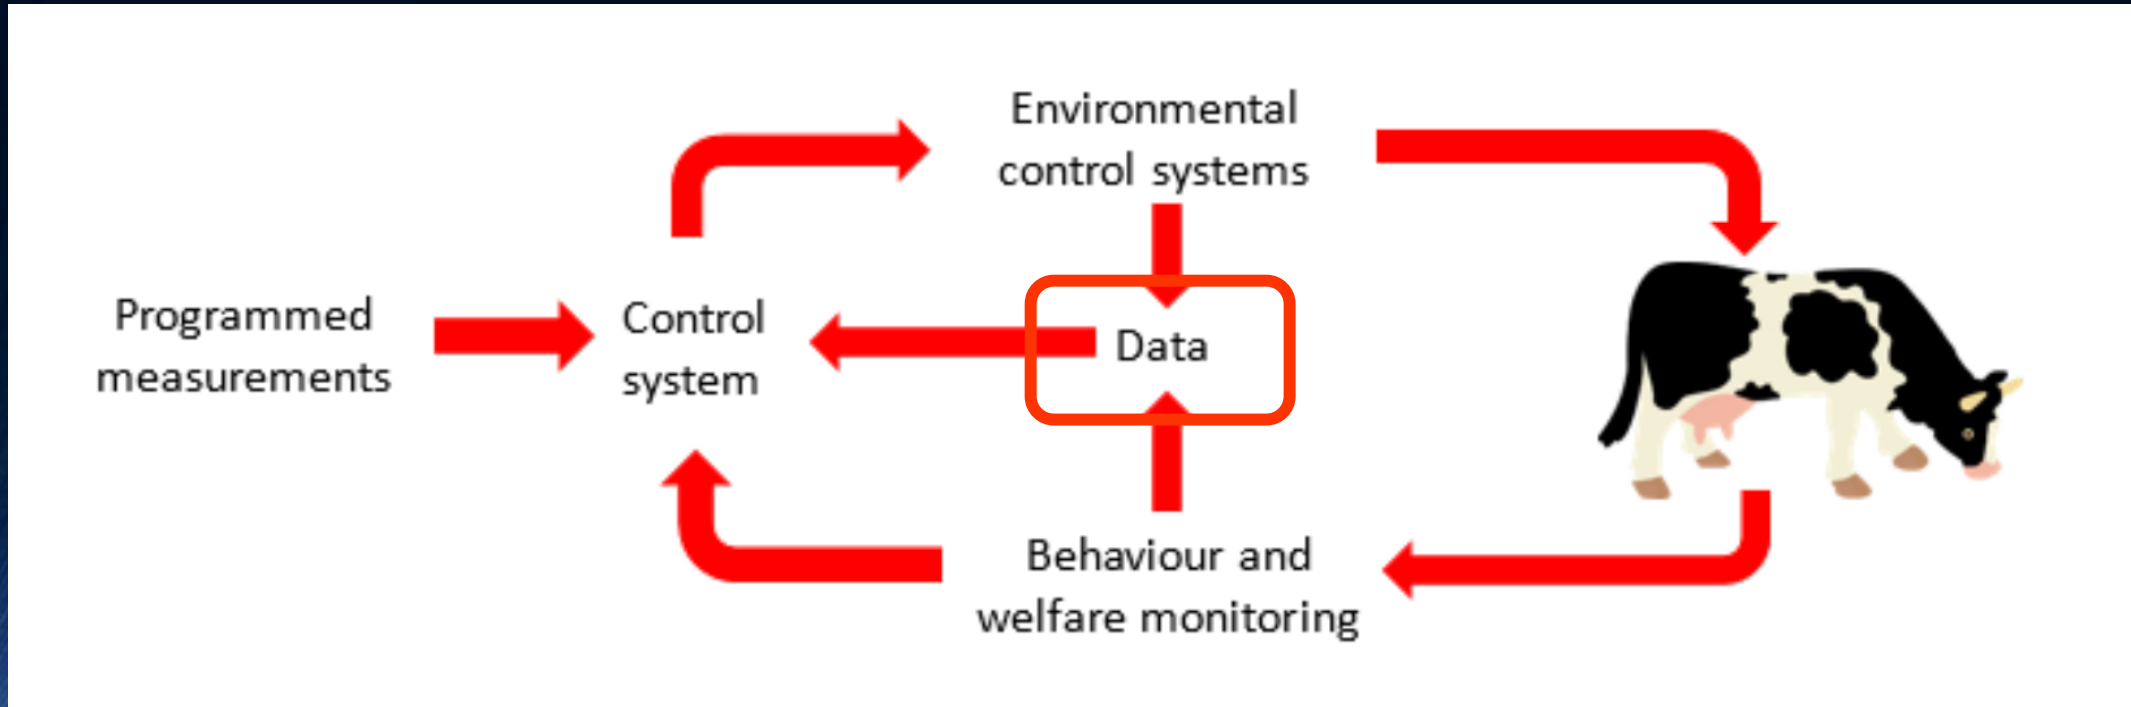 Environmental
control systems
Programmed
measurements
Control
system
Data
Behaviour and
welfare monitoring